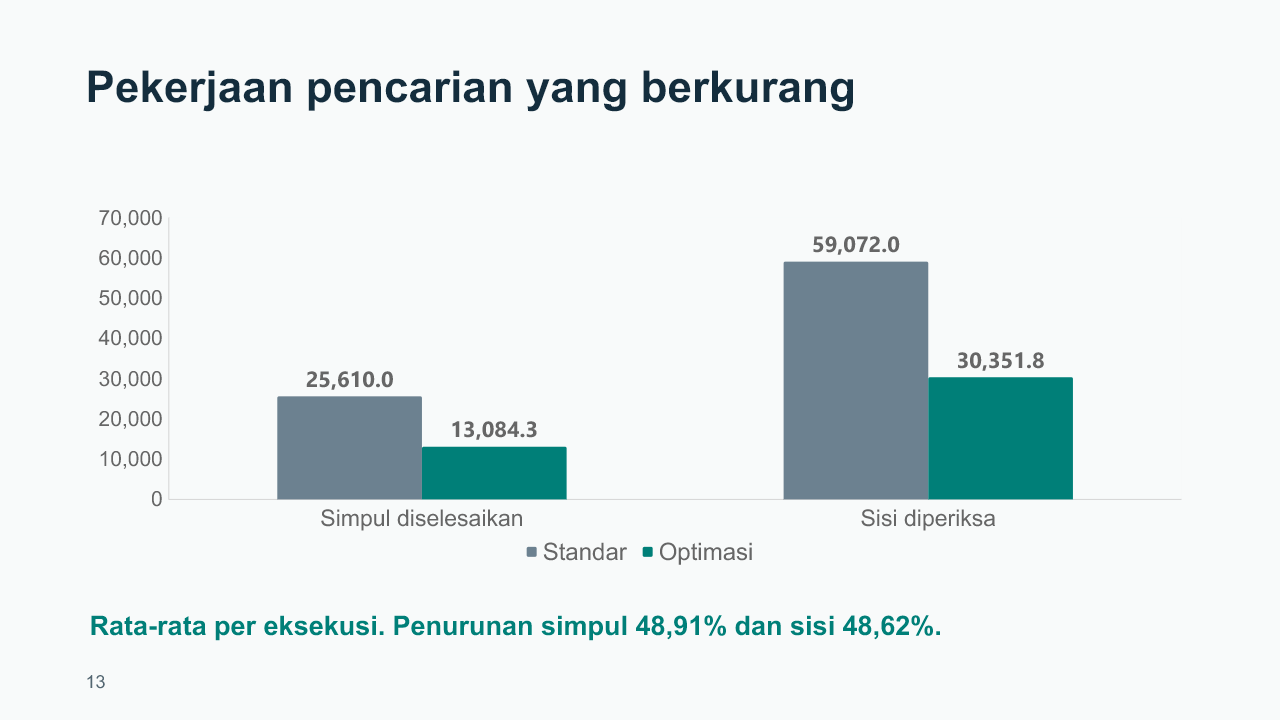 Pekerjaan pencarian yang berkurang
70,000
60,000
50,000
40,000
30,000
20,000
10,000
0
25,610.0
13,084.3
59,072.0
30,351.8
Simpul diselesaikan
Sisi diperiksa
Standar
Optimasi
Rata-rata per eksekusi. Penurunan simpul 48,91% dan sisi 48,62%.
13